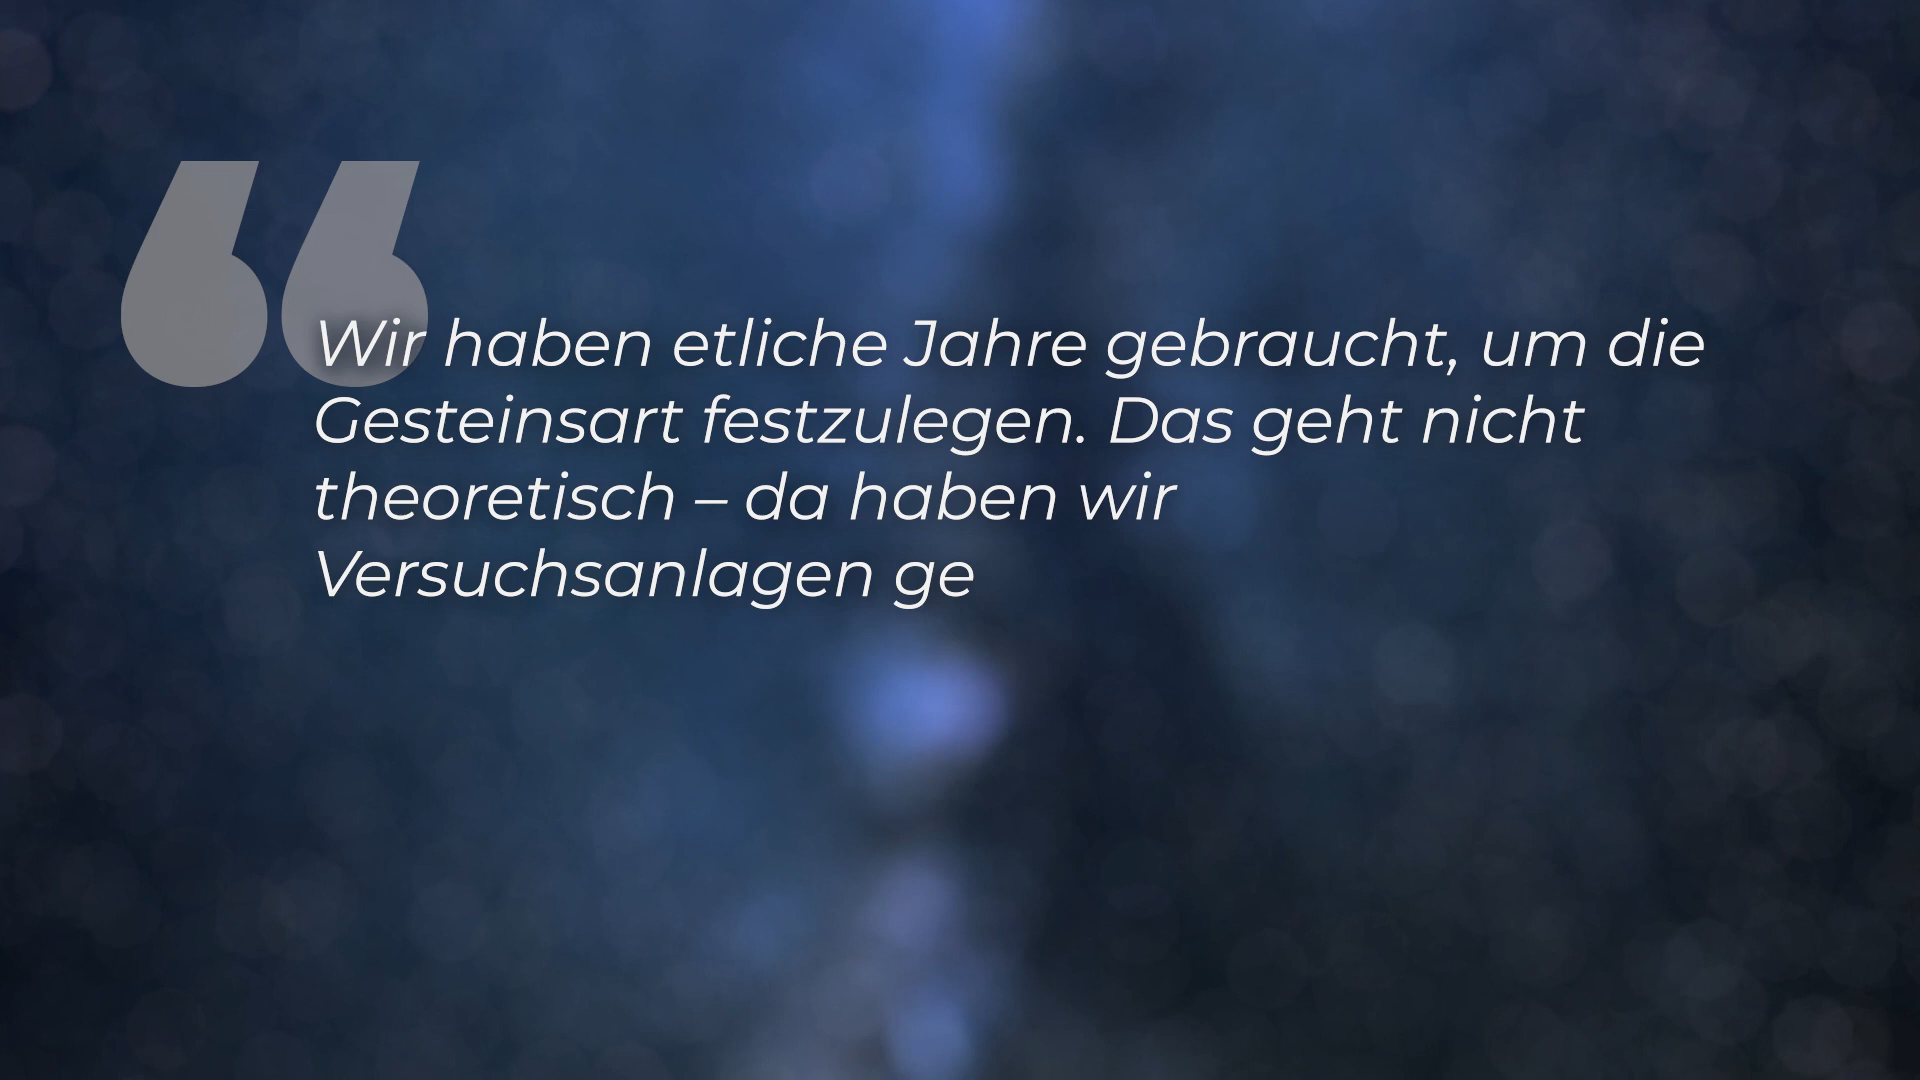 “
Wir haben etliche Jahre gebraucht, um die
Gesteinsart festzulegen. Das geht nicht
theoretisch – da haben wir
Versuchsanlagen ge